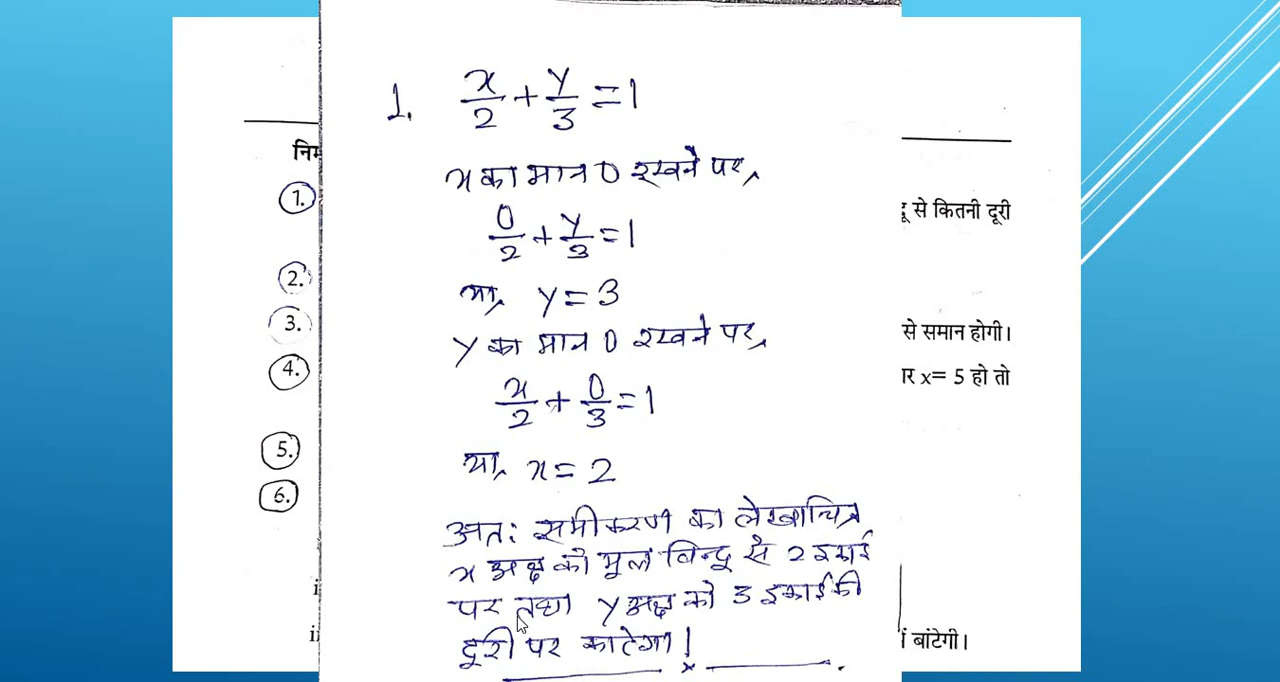 1. x/2 + y/3 = 1
निम
x का मान 0 रखने पर,
1.
दू से कितनी दूरी
0/2 + y/3 = 1
2.
या, y = 3
3.
y का मान 0 रखने पर,
से समान होगी।
4.
x/2 + 0/3 = 1
ार x= 5 हो तो
5.
या, x = 2
6.
अतः समीकरण का लेखाचित्र
x अक्ष को मूल बिन्दू से 2 इकाई
पर तथा y अक्ष को 3 इकाई की
दूरी पर काटेगा।
बांटेगी।